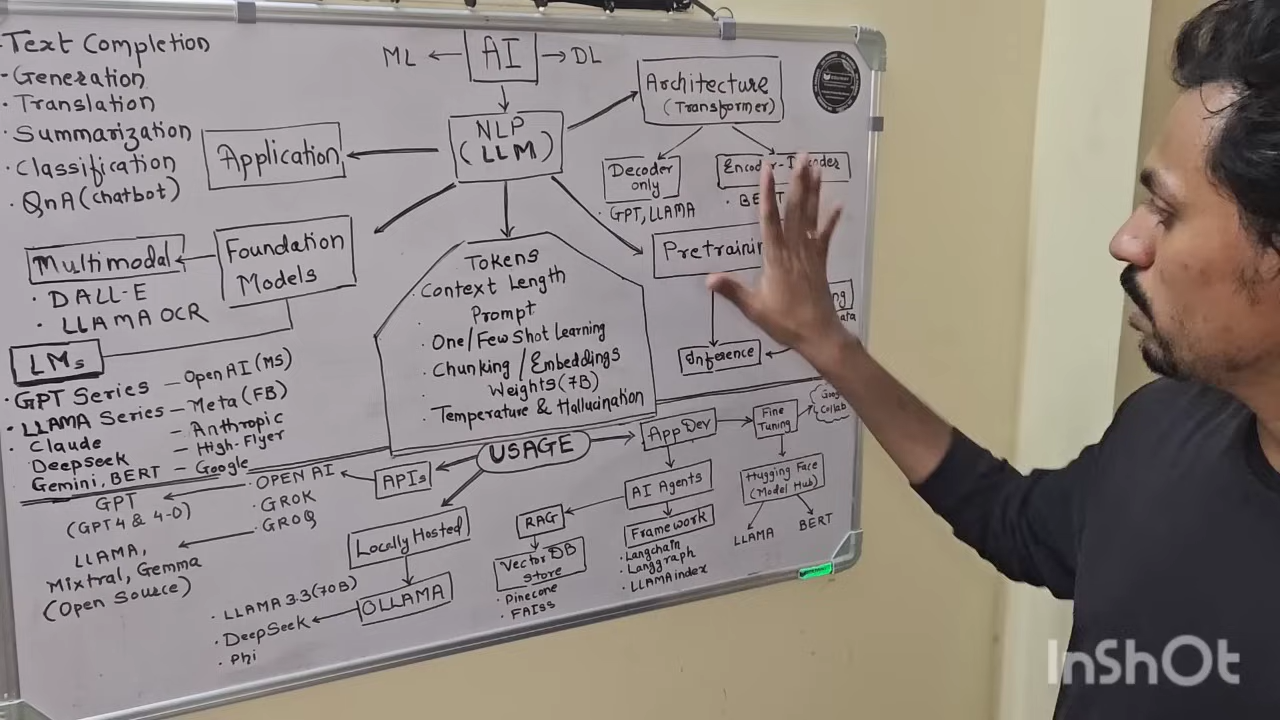 Text Completion
Generation
Translation
Summarization
Classification
QnA (chatbot)
ML
AI
DL
NLP
(LLM)
Application
Architecture
(Transformer)
Decoder
only
GPT, LLAMA
Foundation
Models
Multimodal
DALL-E
LLAMA OCR
LMs
GPT Series — OpenAI (MS)
LLAMA Series — Meta (FB)
Claude — Anthropic
DeepSeek — High-Flyer
Gemini, BERT — Google
Tokens
Context Length
Prompt
One/Few Shot Learning
Chunking / Embeddings
Weights (7B)
Temperature & Hallucination
Inference
USAGE
APIs
OPEN AI
GROK
GROQ
GPT
(GPT4 & 4-O)
LLAMA,
Mixtral, Gemma
(Open Source)
Locally Hosted
OLLAMA
LLAMA 3.3 (70B)
DeepSeek
Phi
App Dev
AI Agents
RAG
Vector DB
store
Pinecone
FAISS
Framework
Langchain
Langgraph
LLAMA index
Fine
Tuning
Collab
Hugging Face
(Model Hub)
LLAMA
BERT
InShOt